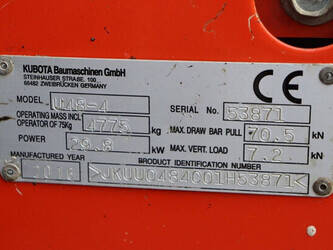 KUBOTA Baumaschinen GmbH
STEINHAUSER STRAßE, 100
66482 ZWEIBRÜCKEN GERMANY
CE
MODEL U48-4 SERIAL No. 53871
OPERATING MASS INCL
OPERATOR OF 75Kg 4775 kg MAX. DRAW BAR PULL 70.5 kN
POWER 29.8 kW MAX. VERT. LOAD 7.2 kN
MANUFACTURED YEAR PRODUCT IDENTIFICATION NUMBER
>JKUU0484C01H53871<